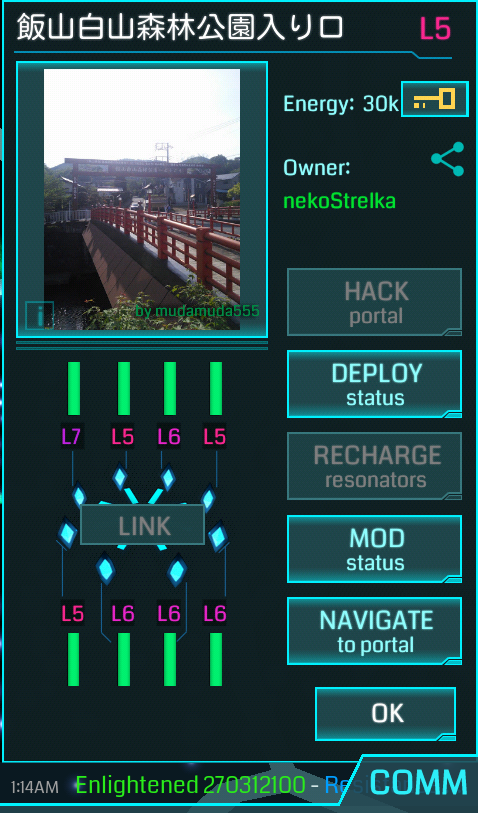 飯山白山森林公園入り口
L5
Energy: 30k
Owner:
nekoStrelka
i
by mudamuda555
HACK
portal
DEPLOY
status
RECHARGE
resonators
MOD
status
NAVIGATE
to portal
OK
L7 L5 L6 L5
LINK
L5 L6 L6 L6
1:14AM Enlightened 270312100 -
COMM